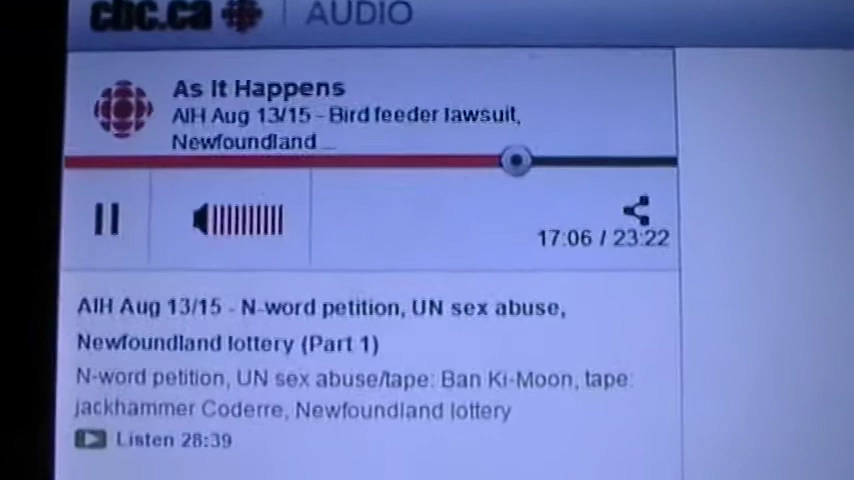 cbc.ca AUDIO
As It Happens
AIH Aug 13/15 - Bird feeder lawsuit,
Newfoundland ...
17:06 / 23:22
AIH Aug 13/15 - N-word petition, UN sex abuse,
Newfoundland lottery (Part 1)
N-word petition, UN sex abuse/tape: Ban Ki-Moon, tape:
jackhammer Coderre, Newfoundland lottery
Listen 28:39